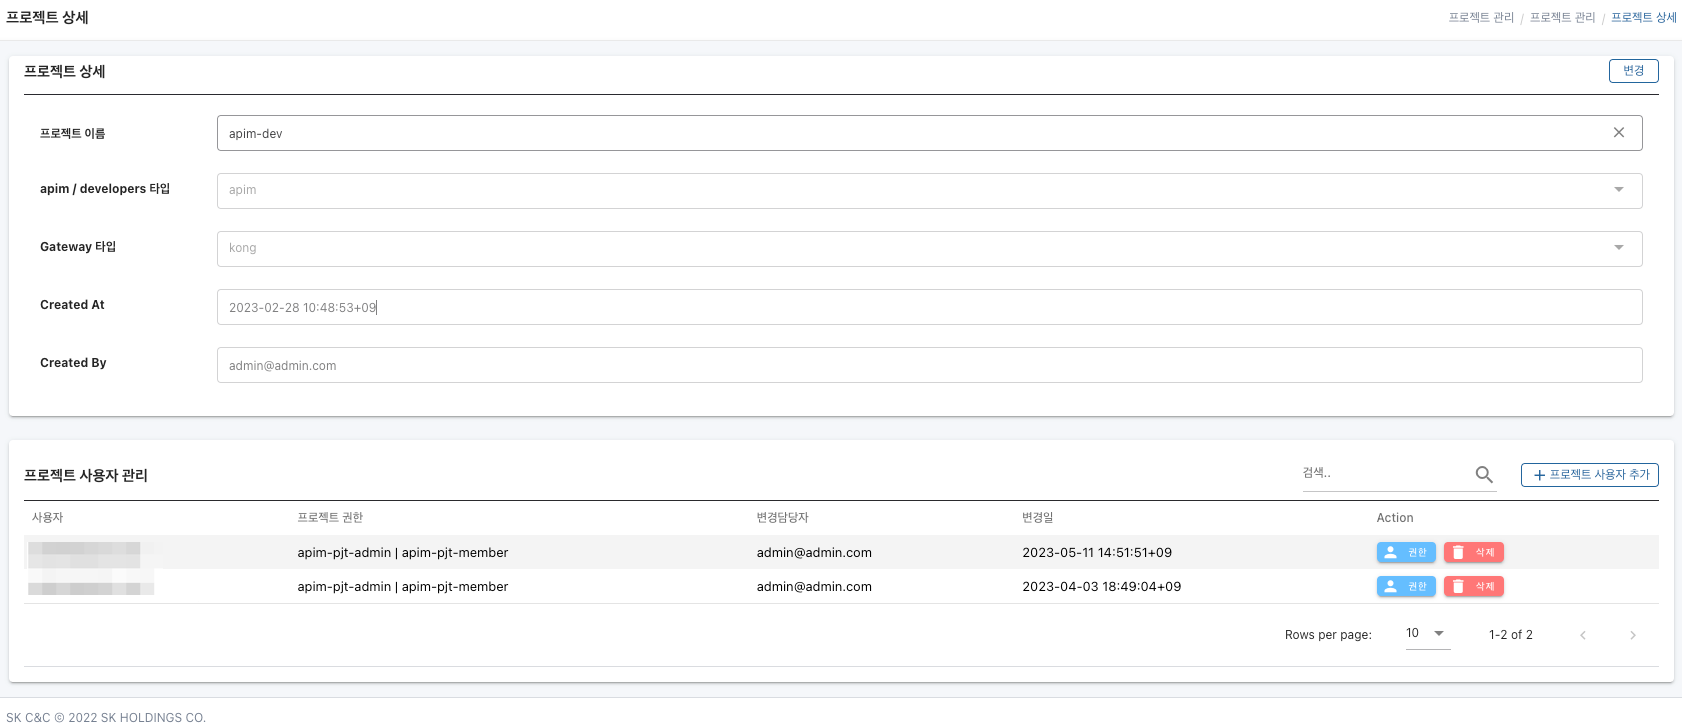 프로젝트 상세
프로젝트 관리 / 프로젝트 관리 / 프로젝트 상세
프로젝트 상세
변경
프로젝트 이름
apim-dev
apim / developers 타입
apim
Gateway 타입
kong
Created At
2023-02-28 10:48:53+09
Created By
admin@admin.com
프로젝트 사용자 관리
검색..
프로젝트 사용자 추가
사용자 프로젝트 권한 변경담당자 변경일 Action
apim-pjt-admin | apim-pjt-member admin@admin.com 2023-05-11 14:51:51+09 권한 삭제
apim-pjt-admin | apim-pjt-member admin@admin.com 2023-04-03 18:49:04+09 권한 삭제
Rows per page: 10 1-2 of 2
SK C&C © 2022 SK HOLDINGS CO.